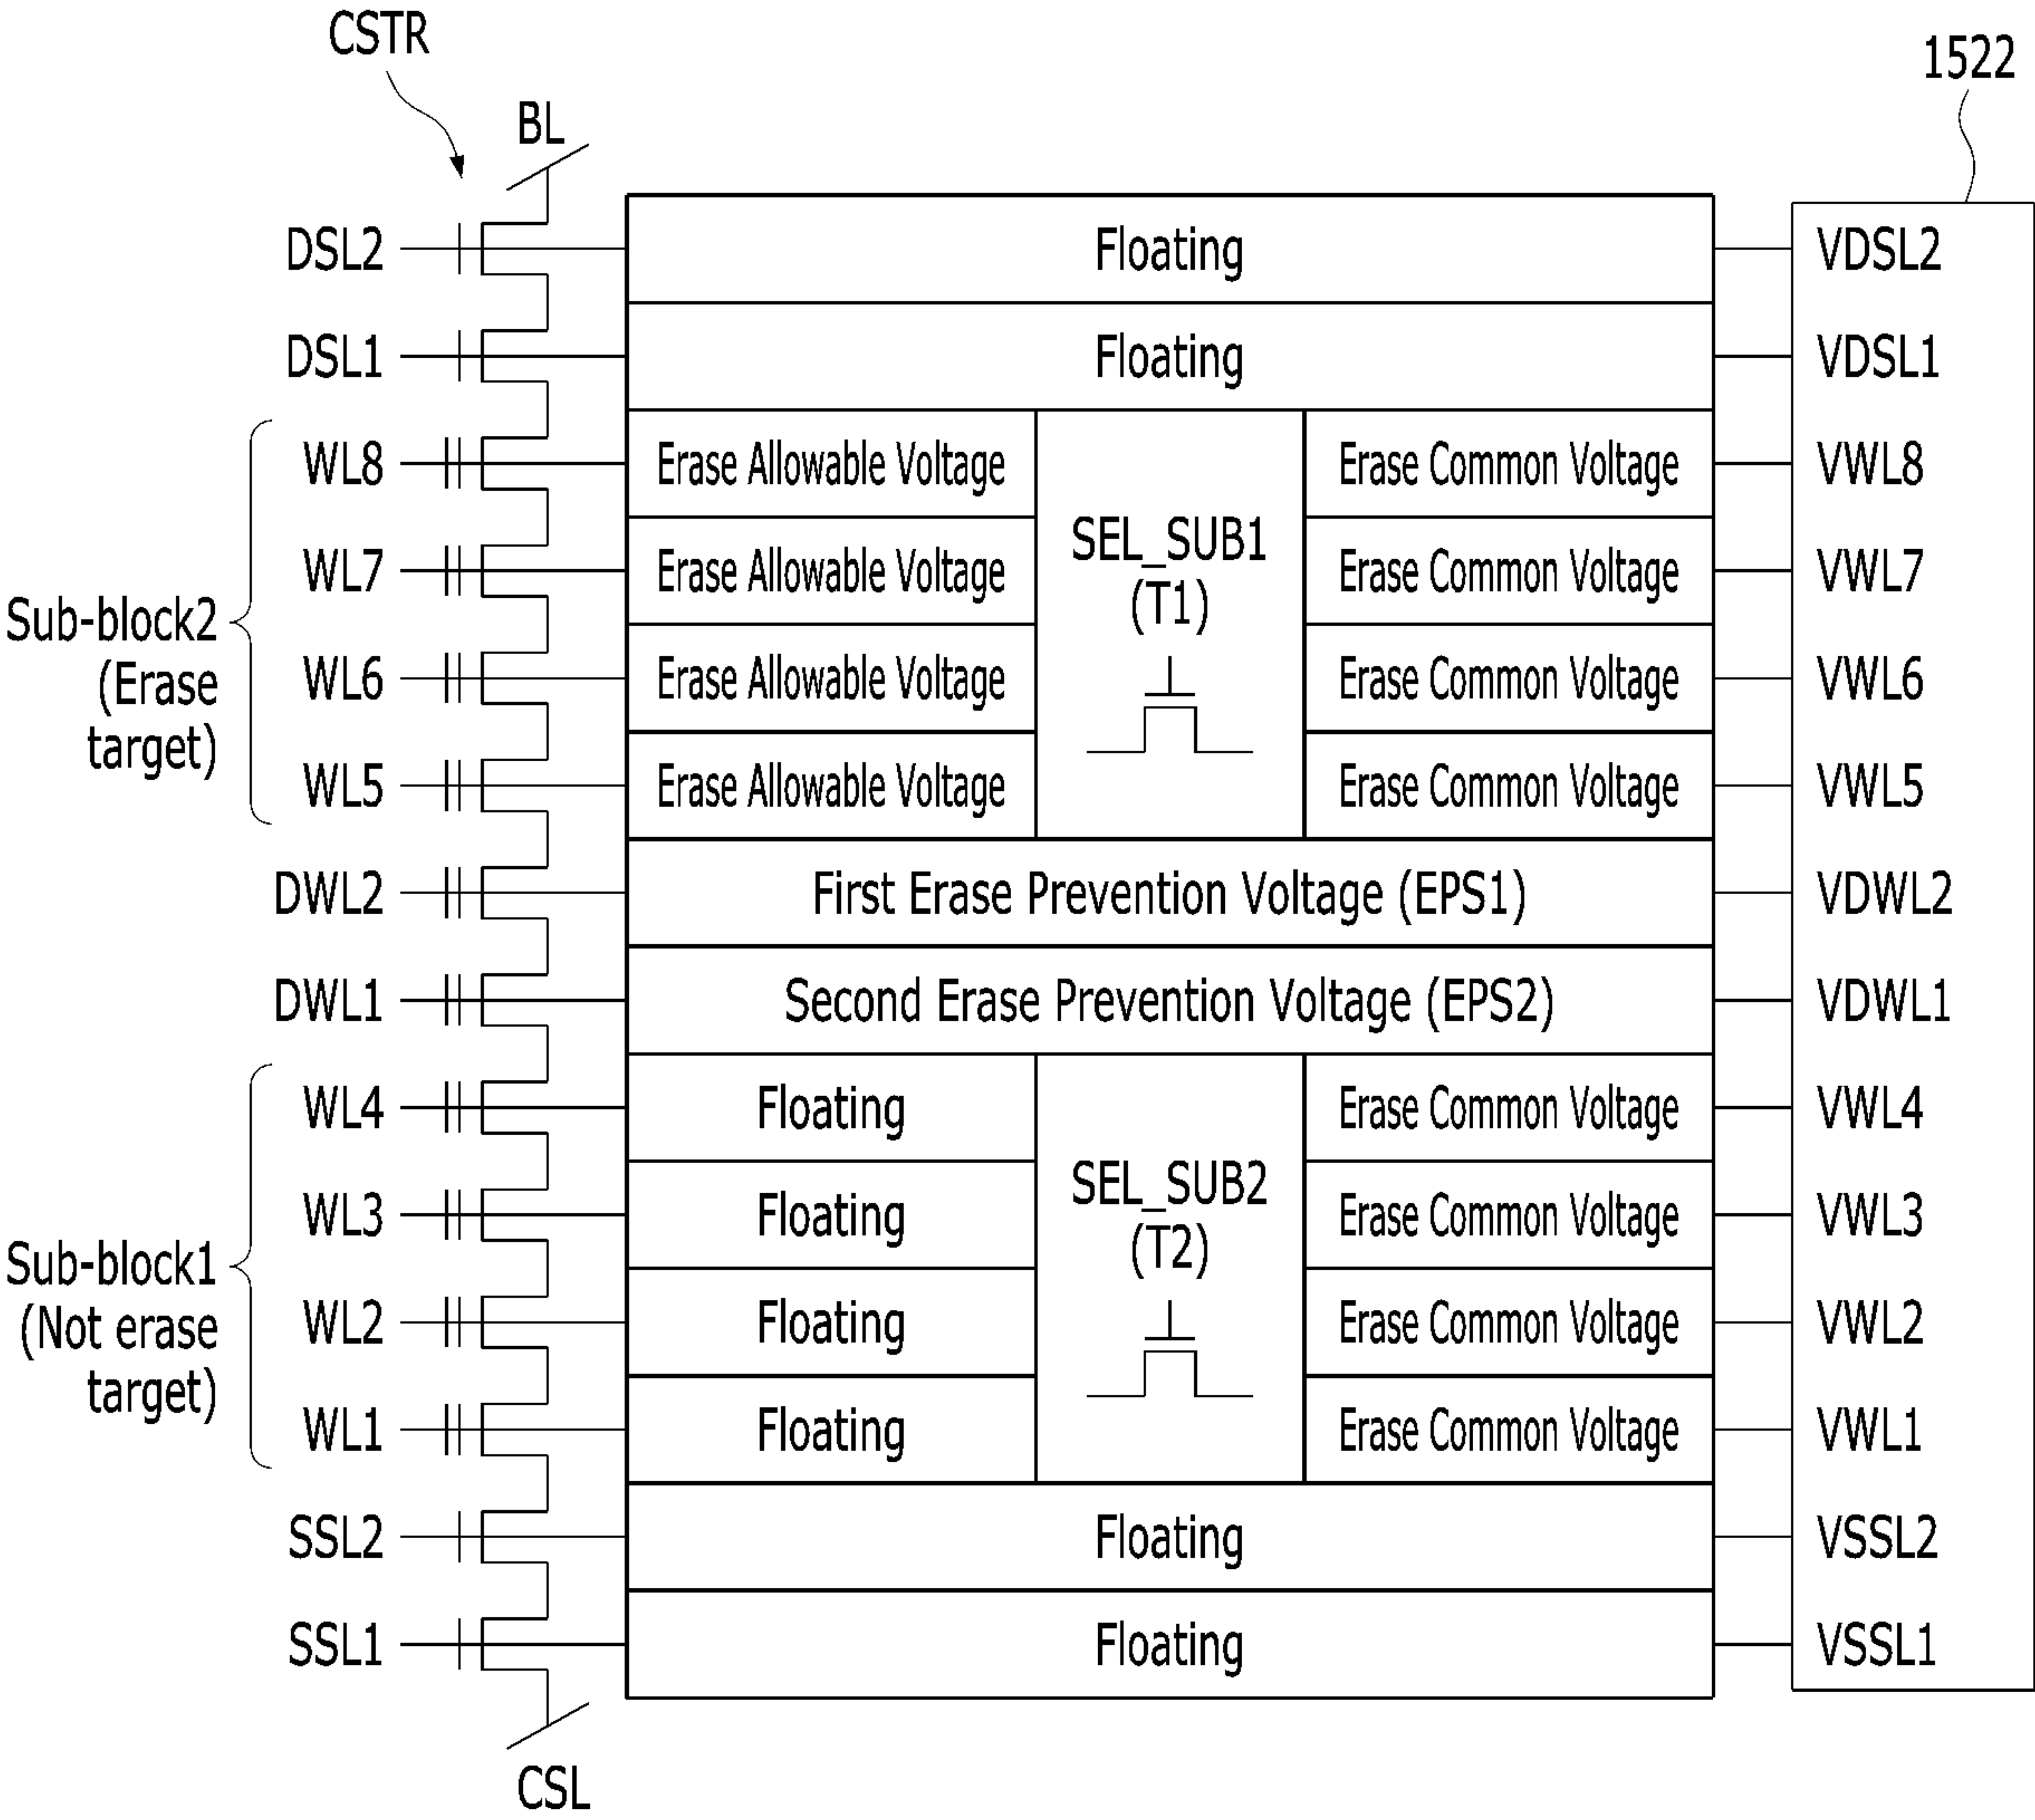 CSTR
1522
BL
DSL2 Floating VDSL2
DSL1 Floating VDSL1
WL8 Erase Allowable Voltage Erase Common Voltage VWL8
SEL_SUB1
(T1)
WL7 Erase Allowable Voltage Erase Common Voltage VWL7
Sub-block2
(Erase
target)
WL6 Erase Allowable Voltage Erase Common Voltage VWL6
WL5 Erase Allowable Voltage Erase Common Voltage VWL5
DWL2 First Erase Prevention Voltage (EPS1) VDWL2
DWL1 Second Erase Prevention Voltage (EPS2) VDWL1
WL4 Floating Erase Common Voltage VWL4
SEL_SUB2
(T2)
WL3 Floating Erase Common Voltage VWL3
Sub-block1
(Not erase
target)
WL2 Floating Erase Common Voltage VWL2
WL1 Floating Erase Common Voltage VWL1
SSL2 Floating VSSL2
SSL1 Floating VSSL1
CSL